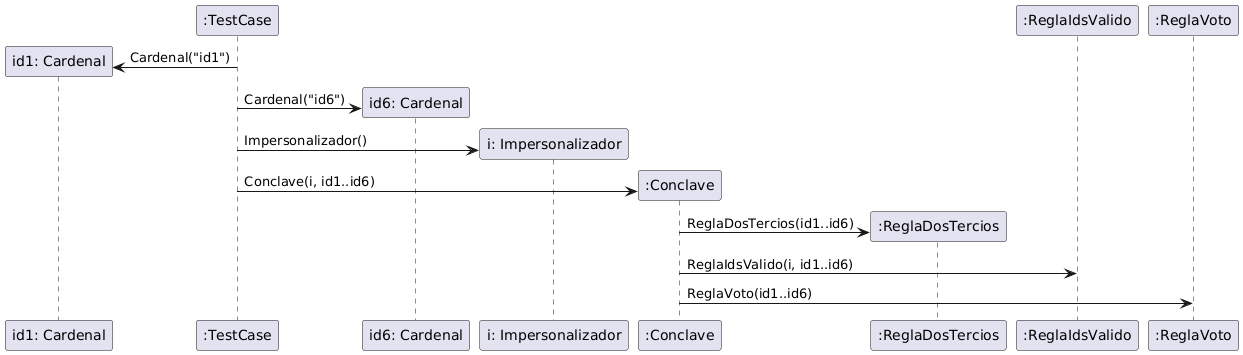 :TestCase
:ReglaIdsValido
:ReglaVoto
id1: Cardenal
Cardenal("id1")
Cardenal("id6")
id6: Cardenal
Impersonalizador()
i: Impersonalizador
Conclave(i, id1..id6)
:Conclave
ReglaDosTercios(id1..id6)
:ReglaDosTercios
ReglaIdsValido(i, id1..id6)
ReglaVoto(id1..id6)
id1: Cardenal
:TestCase
id6: Cardenal
i: Impersonalizador
:Conclave
:ReglaDosTercios
:ReglaIdsValido
:ReglaVoto